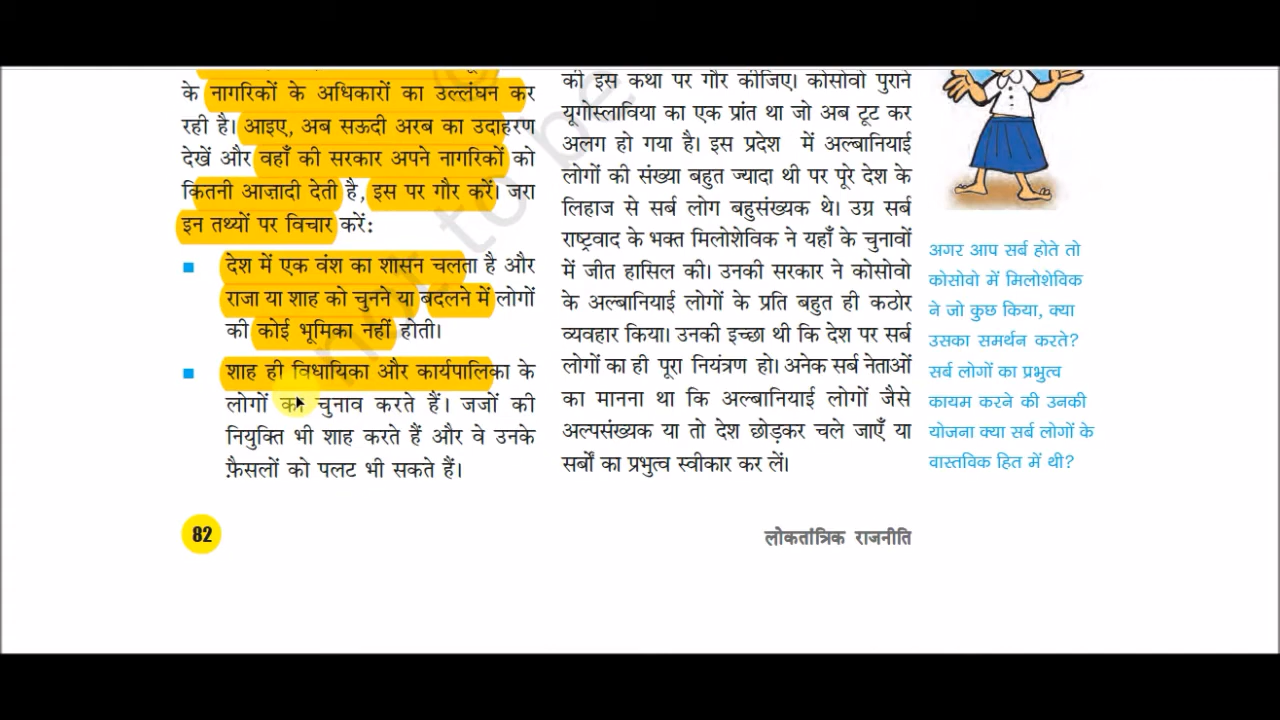 के नागरिकों के अधिकारों का उल्लंघन कर
रही है। आइए, अब सऊदी अरब का उदाहरण
देखें और वहाँ की सरकार अपने नागरिकों को
कितनी आज़ादी देती है, इस पर गौर करें। जरा
इन तथ्यों पर विचार करें:
देश में एक वंश का शासन चलता है और
राजा या शाह को चुनने या बदलने में लोगों
की कोई भूमिका नहीं होती।
शाह ही विधायिका और कार्यपालिका के
लोगों का चुनाव करते हैं। जजों की
नियुक्ति भी शाह करते हैं और वे उनके
फ़ैसलों को पलट भी सकते हैं।
की इस कथा पर गौर कीजिए। कोसोवो पुराने
यूगोस्लाविया का एक प्रांत था जो अब टूट कर
अलग हो गया है। इस प्रदेश में अल्बानियाई
लोगों की संख्या बहुत ज्यादा थी पर पूरे देश के
लिहाज से सर्ब लोग बहुसंख्यक थे। उग्र सर्ब
राष्ट्रवाद के भक्त मिलोशेविक ने यहाँ के चुनावों
में जीत हासिल की। उनकी सरकार ने कोसोवो
के अल्बानियाई लोगों के प्रति बहुत ही कठोर
व्यवहार किया। उनकी इच्छा थी कि देश पर सर्ब
लोगों का ही पूरा नियंत्रण हो। अनेक सर्ब नेताओं
का मानना था कि अल्बानियाई लोगों जैसे
अल्पसंख्यक या तो देश छोड़कर चले जाएँ या
सर्बों का प्रभुत्व स्वीकार कर लें।
अगर आप सर्ब होते तो
कोसोवो में मिलोशेविक
ने जो कुछ किया, क्या
उसका समर्थन करते?
सर्ब लोगों का प्रभुत्व
कायम करने की उनकी
योजना क्या सर्ब लोगों के
वास्तविक हित में थी?
82
लोकतांत्रिक राजनीति
not to be